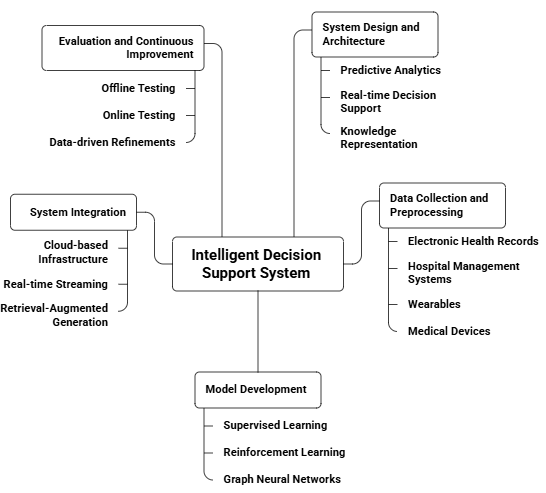 Evaluation and Continuous
Improvement
Offline Testing
Online Testing
Data-driven Refinements
System Design and
Architecture
Predictive Analytics
Real-time Decision
Support
Knowledge
Representation
System Integration
Cloud-based
Infrastructure
Real-time Streaming
Retrieval-Augmented
Generation
Intelligent Decision
Support System
Data Collection and
Preprocessing
Electronic Health Records
Hospital Management
Systems
Wearables
Medical Devices
Model Development
Supervised Learning
Reinforcement Learning
Graph Neural Networks